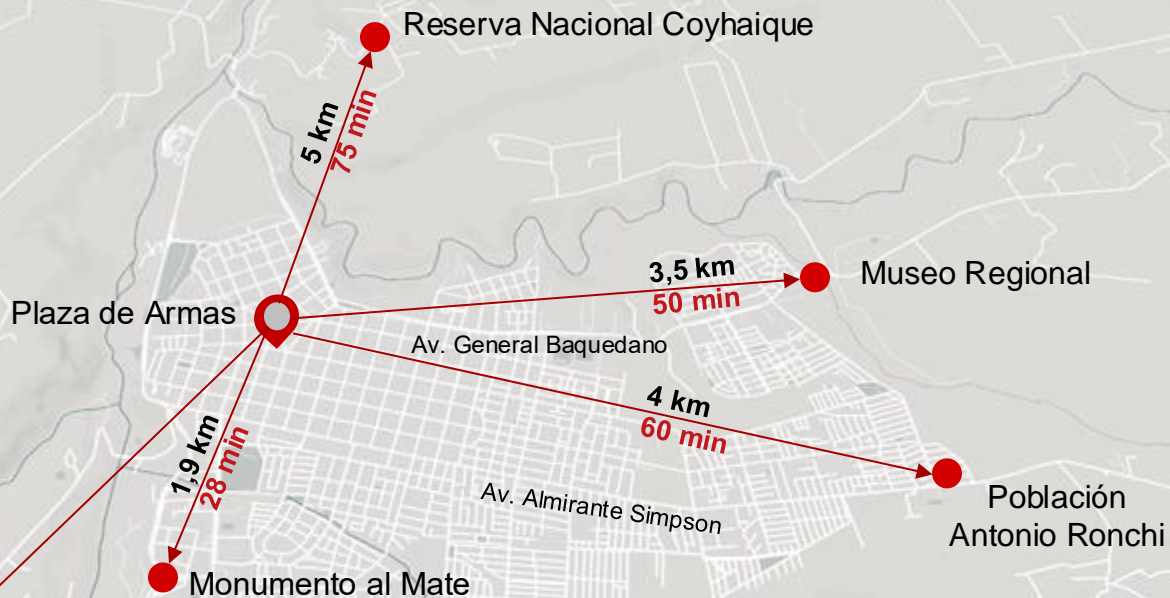 Reserva Nacional Coyhaique
5 km
75 min
3,5 km
50 min
Museo Regional
Plaza de Armas
Av. General Baquedano
4 km
60 min
1,9 km
28 min
Av. Almirante Simpson
Población
Antonio Ronchi
Monumento al Mate